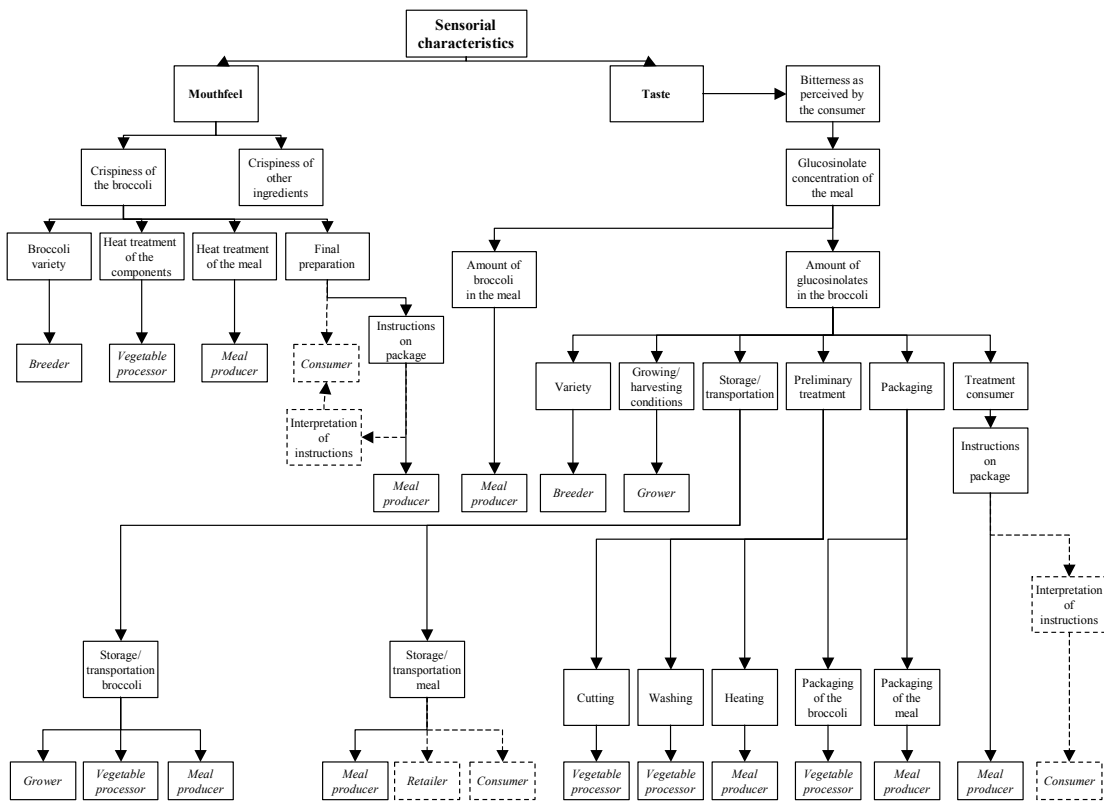 Sensorial
characteristics
Mouthfeel
Taste
Bitterness as
perceived by
the consumer
Crispiness of
the broccoli
Crispiness of
other
ingredients
Glucosinolate
concentration of
the meal
Broccoli
variety
Heat treatment
of the
components
Heat treatment
of the meal
Final
preparation
Amount of
broccoli
in the meal
Amount of
glucosinolates
in the broccoli
Instructions
on
package
Breeder
Vegetable
processor
Meal
producer
Consumer
Interpretation
of
instructions
Meal
producer
Meal
producer
Variety
Growing/
harvesting
conditions
Storage/
transportation
Preliminary
treatment
Packaging
Treatment
consumer
Instructions
on
package
Breeder
Grower
Interpretation
of
instructions
Storage/
transportation
broccoli
Storage/
transportation
meal
Cutting
Washing
Heating
Packaging
of the
broccoli
Packaging
of the
meal
Grower
Vegetable
processor
Meal
producer
Meal
producer
Retailer
Consumer
Vegetable
processor
Vegetable
processor
Meal
producer
Vegetable
processor
Meal
producer
Meal
producer
Consumer